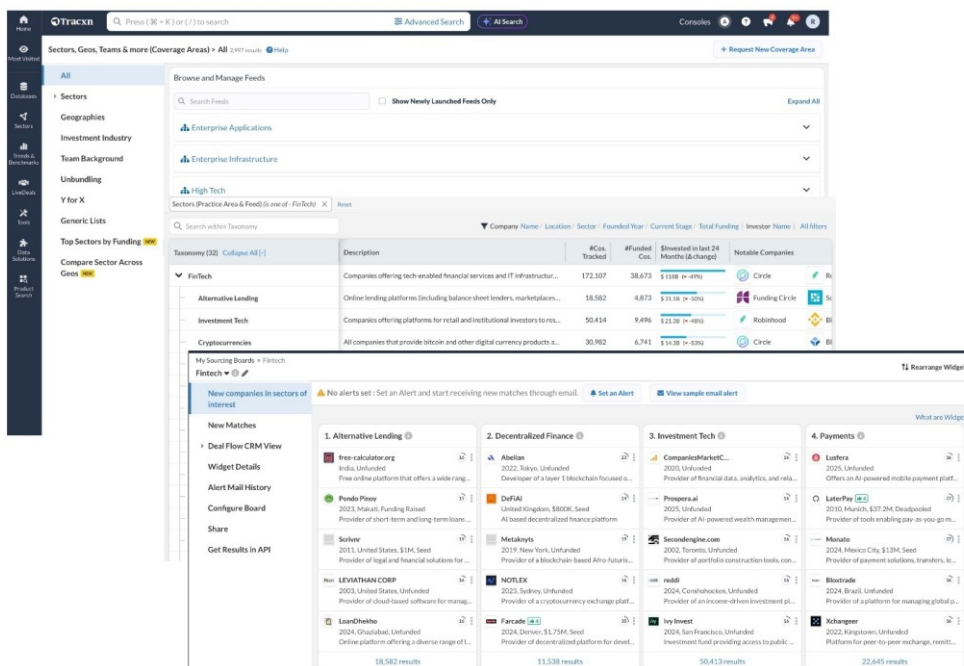 Home
Tracxn
Press (⌘ + K) or ( / ) to search
Advanced Search
AI Search
Consoles
R
Most Visited
Databases
Sectors
Trends & Benchmarks
LiveDeals
Tools
Data Solutions
Product Search
Sectors, Geos, Teams & more (Coverage Areas) > All 2,997 results Help
+ Request New Coverage Area
All
Sectors
Geographies
Investment Industry
Team Background
Unbundling
Y for X
Generic Lists
Top Sectors by Funding NEW
Compare Sector Across Geos NEW
Browse and Manage Feeds
Search Feeds
Show Newly Launched Feeds Only
Expand All
Enterprise Applications
Enterprise Infrastructure
High Tech
Sectors (Practice Area & Feed) (is one of - FinTech) X Reset
Search within Taxonomy
Company Name / Location / Sector / Founded Year / Current Stage / Total Funding | Investor Name | All filters
Taxonomy (32) Collapse All [-]
Description
#Cos. Tracked
#Funded Cos.
$Invested in last 24 Months (Δ change)
Notable Companies
FinTech
Companies offering tech-enabled financial services and IT infrastructur...
172,107
38,673
Circle
Alternative Lending
Online lending platforms (including balance sheet lenders, marketplaces...
18,582
4,873
Funding Circle
Investment Tech
Companies offering platforms for retail and institutional investors to res...
50,414
9,496
Robinhood
Cryptocurrencies
All companies that provide bitcoin and other digital currency products a...
30,982
6,741
Circle
My Sourcing Boards > Fintech
Fintech
Rearrange Widge
New companies in sectors of interest
New Matches
Deal Flow CRM View
Widget Details
Alert Mail History
Configure Board
Share
Get Results in API
No alerts set : Set an Alert and start receiving new matches through email.
Set an Alert
View sample email alert
What are Widge
1. Alternative Lending
free-calculator.org
India, Unfunded
Free online platform that offers a wide rang...
Pondo Pinoy
2023, Makati, Funding Raised
Provider of short-term and long-term loans ...
Scrivnr
2011, United States, $1M, Seed
Provider of legal and financial solutions for ...
LEVIATHAN CORP
2003, United States, Unfunded
Provider of cloud-based software for manag...
LoanDhekho
2024, Ghaziabad, Unfunded
Online platform offering a diverse range of l...
18,582 results
2. Decentralized Finance
Abelian
2022, Tokyo, Unfunded
Developer of a layer 1 blockchain focused o...
DeFiAI
United Kingdom, $800K, Seed
AI based decentralized finance platform
Metaknyts
2019, New York, Unfunded
Provider of a blockchain-based Afro-futuris...
NOTLEX
2023, Sydney, Unfunded
Provider of a cryptocurrency exchange platf...
Farcade
2024, Denver, $1.75M, Seed
Provider of decentralized platform for devel...
11,538 results
3. Investment Tech
CompaniesMarketC...
2020, Unfunded
Provider of financial data, analytics, and rela...
Prospera.ai
2025, Unfunded
Provider of AI-powered wealth managemen...
Secondengine.com
2002, Toronto, Unfunded
Provider of portfolio construction tools, con...
reddi
2024, Conshohocken, Unfunded
Provider of an income-driven investment pl...
Ivy Invest
2024, San Francisco, Unfunded
Investment fund providing access to public ...
50,413 results
4. Payments
Lusfera
2025, Unfunded
Offers an AI-powered mobile payment platf...
LaterPay
2010, Munich, $37.2M, Deadpooled
Provider of tools enabling pay-as-you-go m...
Monato
2024, Mexico City, $13M, Seed
Provider of payment solutions, transfers, le...
Bloxtrade
2024, Brazil, Unfunded
Provider of a platform for managing global p...
Xchangeer
2022, Kingstown, Unfunded
Platform for peer-to-peer exchange, remitt...
22,645 results